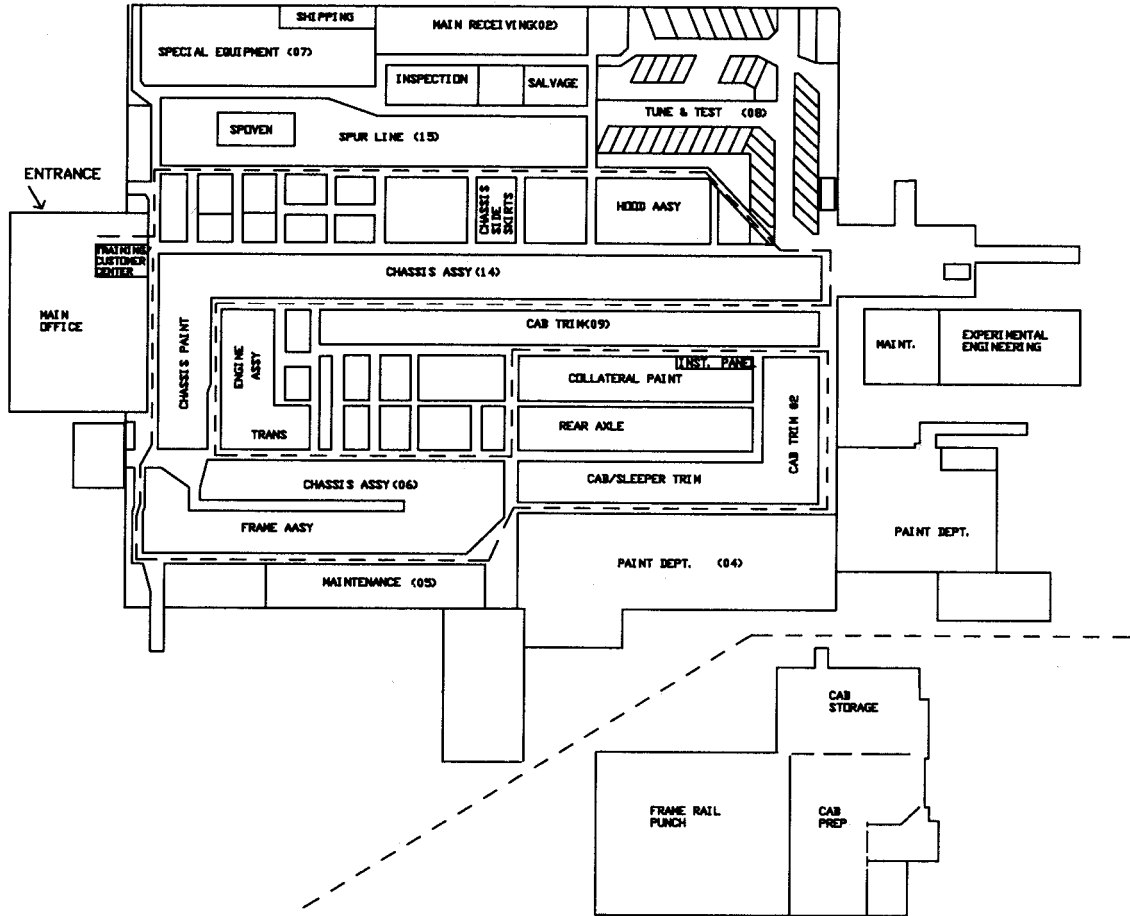 SHIPPING
MAIN RECEIVING(02)
SPECIAL EQUIPMENT (07)
INSPECTION
SALVAGE
TUNE & TEST (08)
SPOVEN
SPUR LINE (15)
ENTRANCE
CHASSIS
SIDE
SKIRTS
HOOD AASY
TRAINING/
CUSTOMER
CENTER
CHASSIS ASSY(14)
MAIN
OFFICE
CHASSIS PAINT
CAB TRIM(09)
ENGINE
ASSY
MAINT.
EXPERIMENTAL
ENGINEERING
INST. PANEL
COLLATERAL PAINT
CAB TRIM 02
TRANS
REAR AXLE
CHASSIS ASSY(06)
CAB/SLEEPER TRIM
FRAME AASY
PAINT DEPT.
PAINT DEPT. (04)
MAINTENANCE (05)
CAB
STORAGE
FRAME RAIL
PUNCH
CAB
PREP